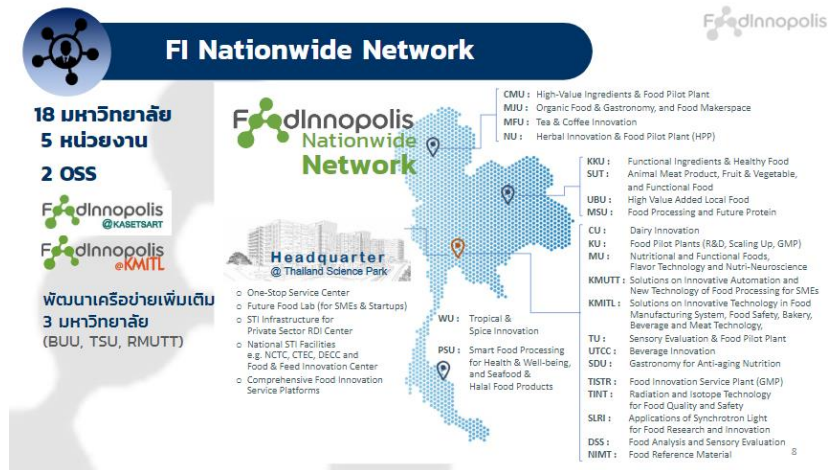 FoodInnopolis
FI Nationwide Network
18 มหาวิทยาลัย
5 หน่วยงาน
2 OSS
FoodInnopolis
@KASETSART
FoodInnopolis
@KMITL
พัฒนาเครือข่ายเพิ่มเติม
3 มหาวิทยาลัย
(BUU, TSU, RMUTT)
FoodInnopolis
Nationwide
Network
Headquarter
@ Thailand Science Park
One-Stop Service Center
Future Food Lab (for SMEs & Startups)
STI Infrastructure for
Private Sector RDI Center
National STI Facilities
e.g. NCTC, CTEC, DECC and
Food & Feed Innovation Center
Comprehensive Food Innovation
Service Platforms
CMU : High-Value Ingredients & Food Pilot Plant
MJU : Organic Food & Gastronomy, and Food Makerspace
MFU : Tea & Coffee Innovation
NU : Herbal Innovation & Food Pilot Plant (HPP)
KKU : Functional Ingredients & Healthy Food
SUT : Animal Meat Product, Fruit & Vegetable,
and Functional Food
UBU : High Value Added Local Food
MSU : Food Processing and Future Protein
CU : Dairy Innovation
KU : Food Pilot Plants (R&D, Scaling Up, GMP)
MU : Nutritional and Functional Foods,
Flavor Technology and Nutri-Neuroscience
KMUTT : Solutions on Innovative Automation and
New Technology of Food Processing for SMEs
KMITL : Solutions on Innovative Technology in Food
Manufacturing System, Food Safety, Bakery,
Beverage and Meat Technology,
TU : Sensory Evaluation & Food Pilot Plant
UTCC : Beverage Innovation
SDU : Gastronomy for Anti-aging Nutrition
TISTR : Food Innovation Service Plant (GMP)
TINT : Radiation and Isotope Technology
for Food Quality and Safety
SLRI : Applications of Synchrotron Light
for Food Research and Innovation
DSS : Food Analysis and Sensory Evaluation
NIMT : Food Reference Material
WU : Tropical &
Spice Innovation
PSU : Smart Food Processing
for Health & Well-being,
and Seafood &
Halal Food Products
8